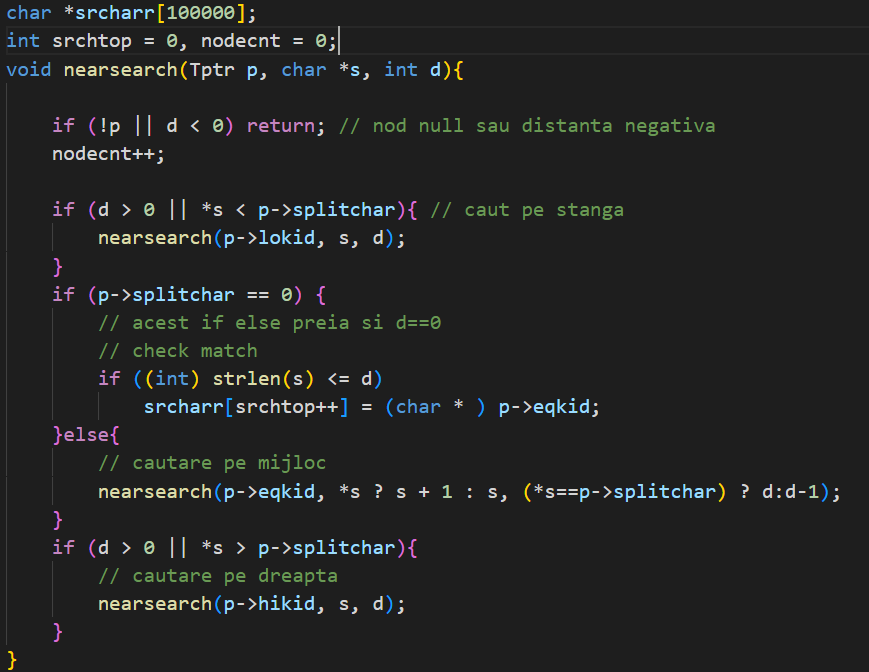 char *srcharr[100000];
int srchtop = 0, nodecnt = 0;
void nearsearch(Tptr p, char *s, int d){
if (!p || d < 0) return; // nod null sau distanta negativa
nodecnt++;
if (d > 0 || *s < p->splitchar){ // caut pe stanga
nearsearch(p->lokid, s, d);
}
if (p->splitchar == 0) {
// acest if else preia si d==0
// check match
if ((int) strlen(s) <= d)
srcharr[srchtop++] = (char * ) p->eqkid;
}else{
// cautare pe mijloc
nearsearch(p->eqkid, *s ? s + 1 : s, (*s==p->splitchar) ? d:d-1);
}
if (d > 0 || *s > p->splitchar){
// cautare pe dreapta
nearsearch(p->hikid, s, d);
}
}